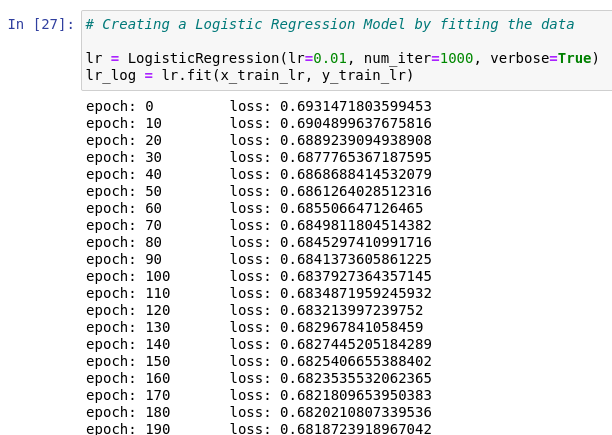 In [27]: # Creating a Logistic Regression Model by fitting the data
lr = LogisticRegression(lr=0.01, num_iter=1000, verbose=True)
lr_log = lr.fit(x_train_lr, y_train_lr)
epoch: 0 loss: 0.6931471803599453
epoch: 10 loss: 0.6904899637675816
epoch: 20 loss: 0.6889239094938908
epoch: 30 loss: 0.6877765367187595
epoch: 40 loss: 0.6868688414532079
epoch: 50 loss: 0.6861264028512316
epoch: 60 loss: 0.685506647126465
epoch: 70 loss: 0.6849811804514382
epoch: 80 loss: 0.6845297410991716
epoch: 90 loss: 0.6841373605861225
epoch: 100 loss: 0.6837927364357145
epoch: 110 loss: 0.6834871959245932
epoch: 120 loss: 0.683213997239752
epoch: 130 loss: 0.682967841058459
epoch: 140 loss: 0.6827445205184289
epoch: 150 loss: 0.6825406655388402
epoch: 160 loss: 0.6823535532062365
epoch: 170 loss: 0.6821809653950383
epoch: 180 loss: 0.6820210807339536
epoch: 190 loss: 0.6818723918967042